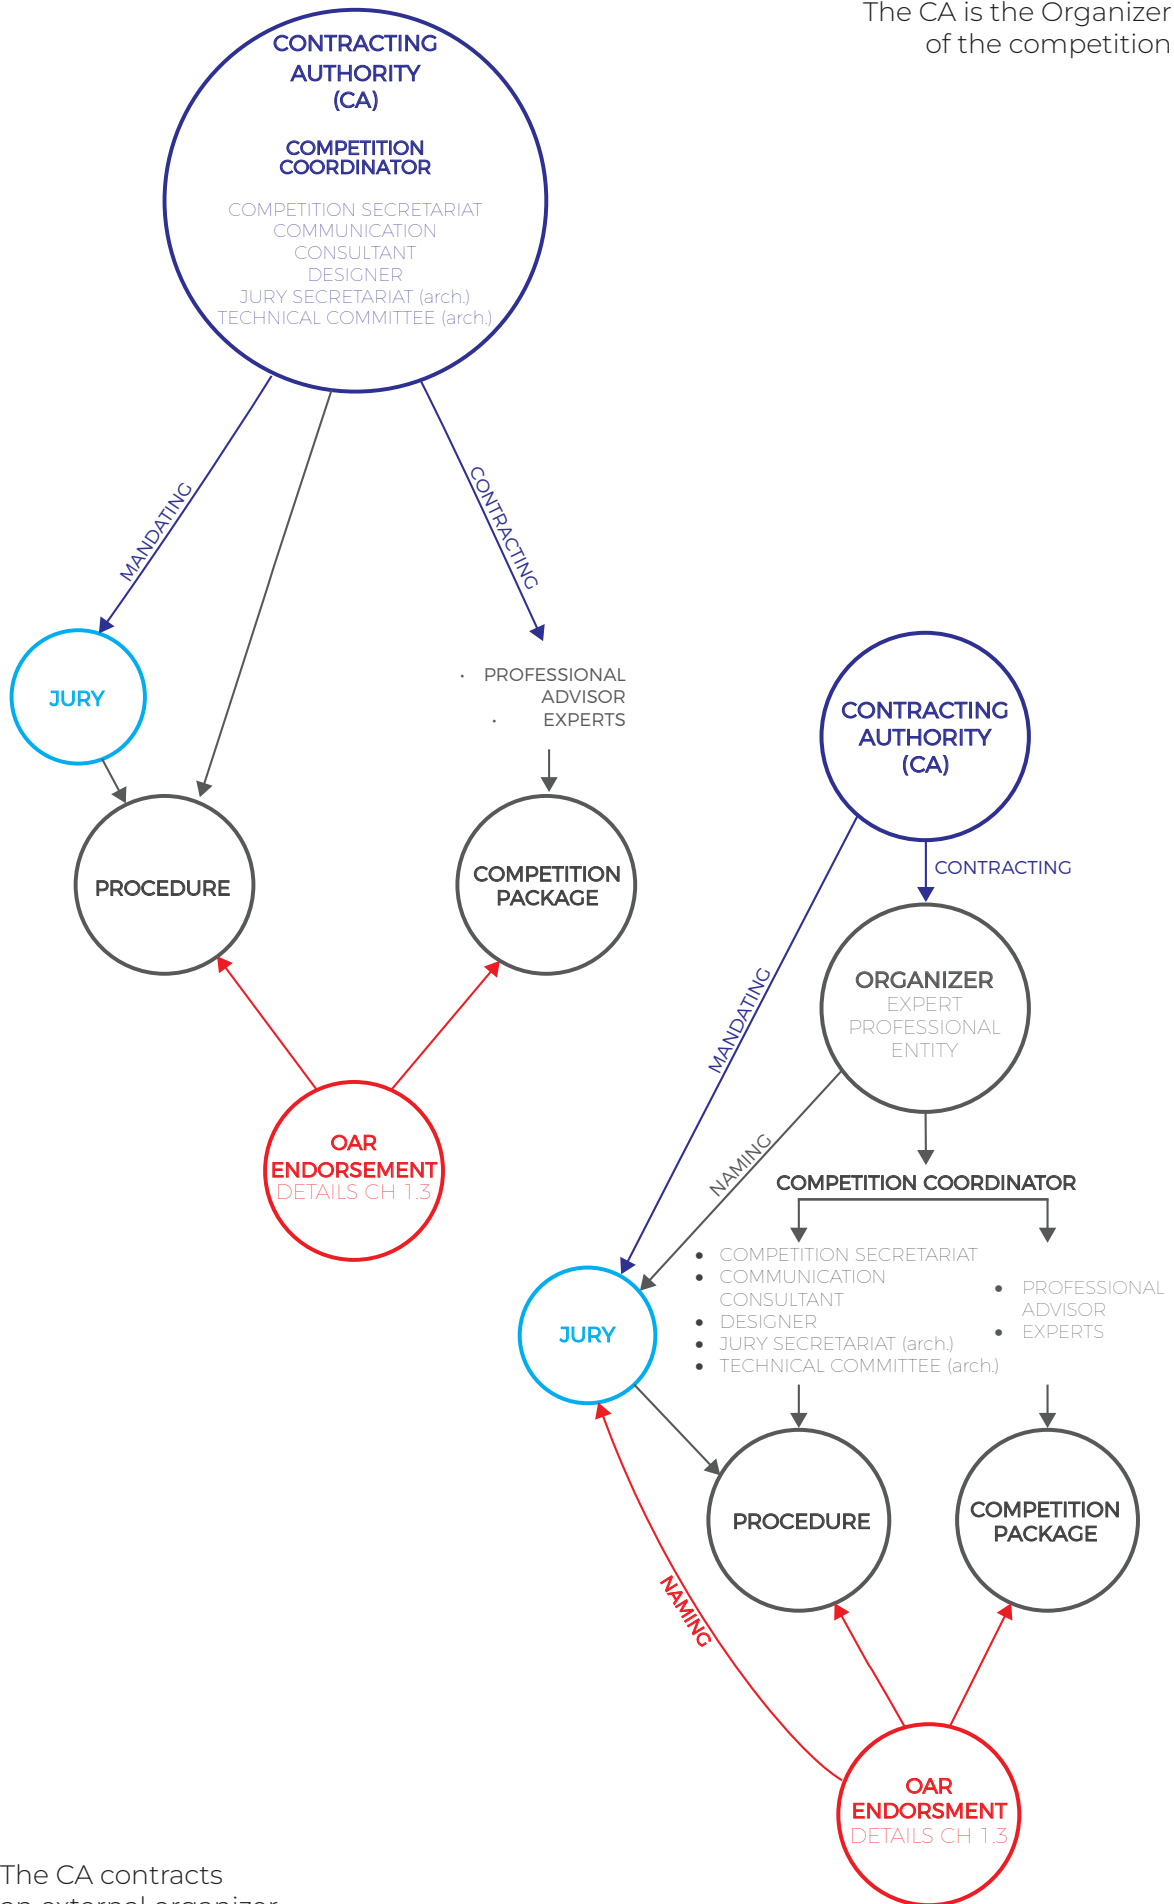 The CA is the Organizer
of the competition
CONTRACTING
AUTHORITY
(CA)
COMPETITION
COORDINATOR
COMPETITION SECRETARIAT
COMMUNICATION
CONSULTANT
DESIGNER
JURY SECRETARIAT (arch.)
TECHNICAL COMMITTEE (arch.)
MANDATING
CONTRACTING
JURY
• PROFESSIONAL
ADVISOR
• EXPERTS
PROCEDURE
COMPETITION
PACKAGE
OAR
ENDORSEMENT
DETAILS CH 1.3
CONTRACTING
AUTHORITY
(CA)
CONTRACTING
MANDATING
ORGANIZER
EXPERT
PROFESSIONAL
ENTITY
NAMING
COMPETITION COORDINATOR
• COMPETITION SECRETARIAT
• COMMUNICATION
CONSULTANT
• DESIGNER
• JURY SECRETARIAT (arch.)
• TECHNICAL COMMITTEE (arch.)
• PROFESSIONAL
ADVISOR
• EXPERTS
JURY
PROCEDURE
COMPETITION
PACKAGE
NAMING
OAR
ENDORSMENT
DETAILS CH 1.3
The CA contracts
an external organizer